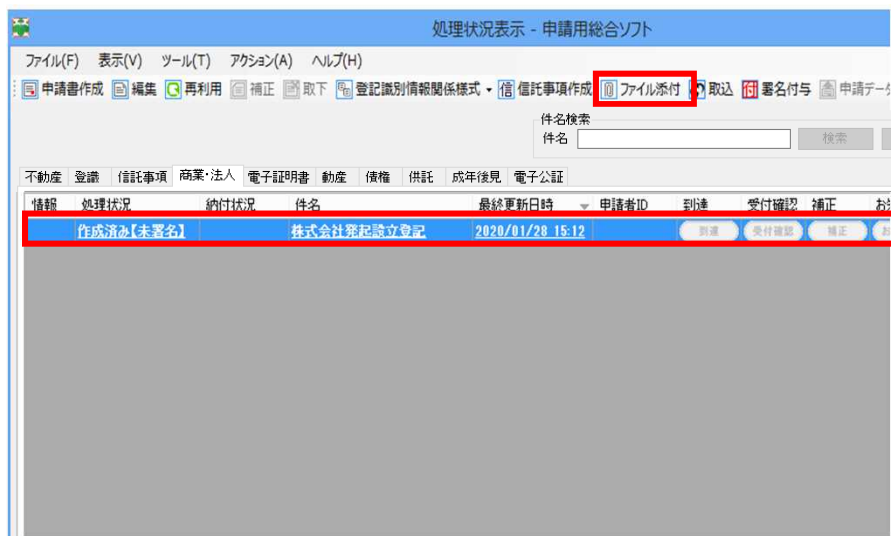 処理状況表示 - 申請用総合ソフト
ファイル(F) 表示(V) ツール(T) アクション(A) ヘルプ(H)
申請書作成 編集 再利用 補正 取下 登記識別情報関係様式 信 信託事項作成 ファイル添付 取込 付 署名付与 申請データ
件名検索
件名 検索
不動産 登識 信託事項 商業・法人 電子証明書 動産 債権 供託 成年後見 電子公証
情報 処理状況 納付状況 件名 最終更新日時 申請者ID 到達 受付確認 補正 お
作成済み【未署名】 株式会社発起設立登記 2020/01/28 15:12 到達 受付確認 補正 お